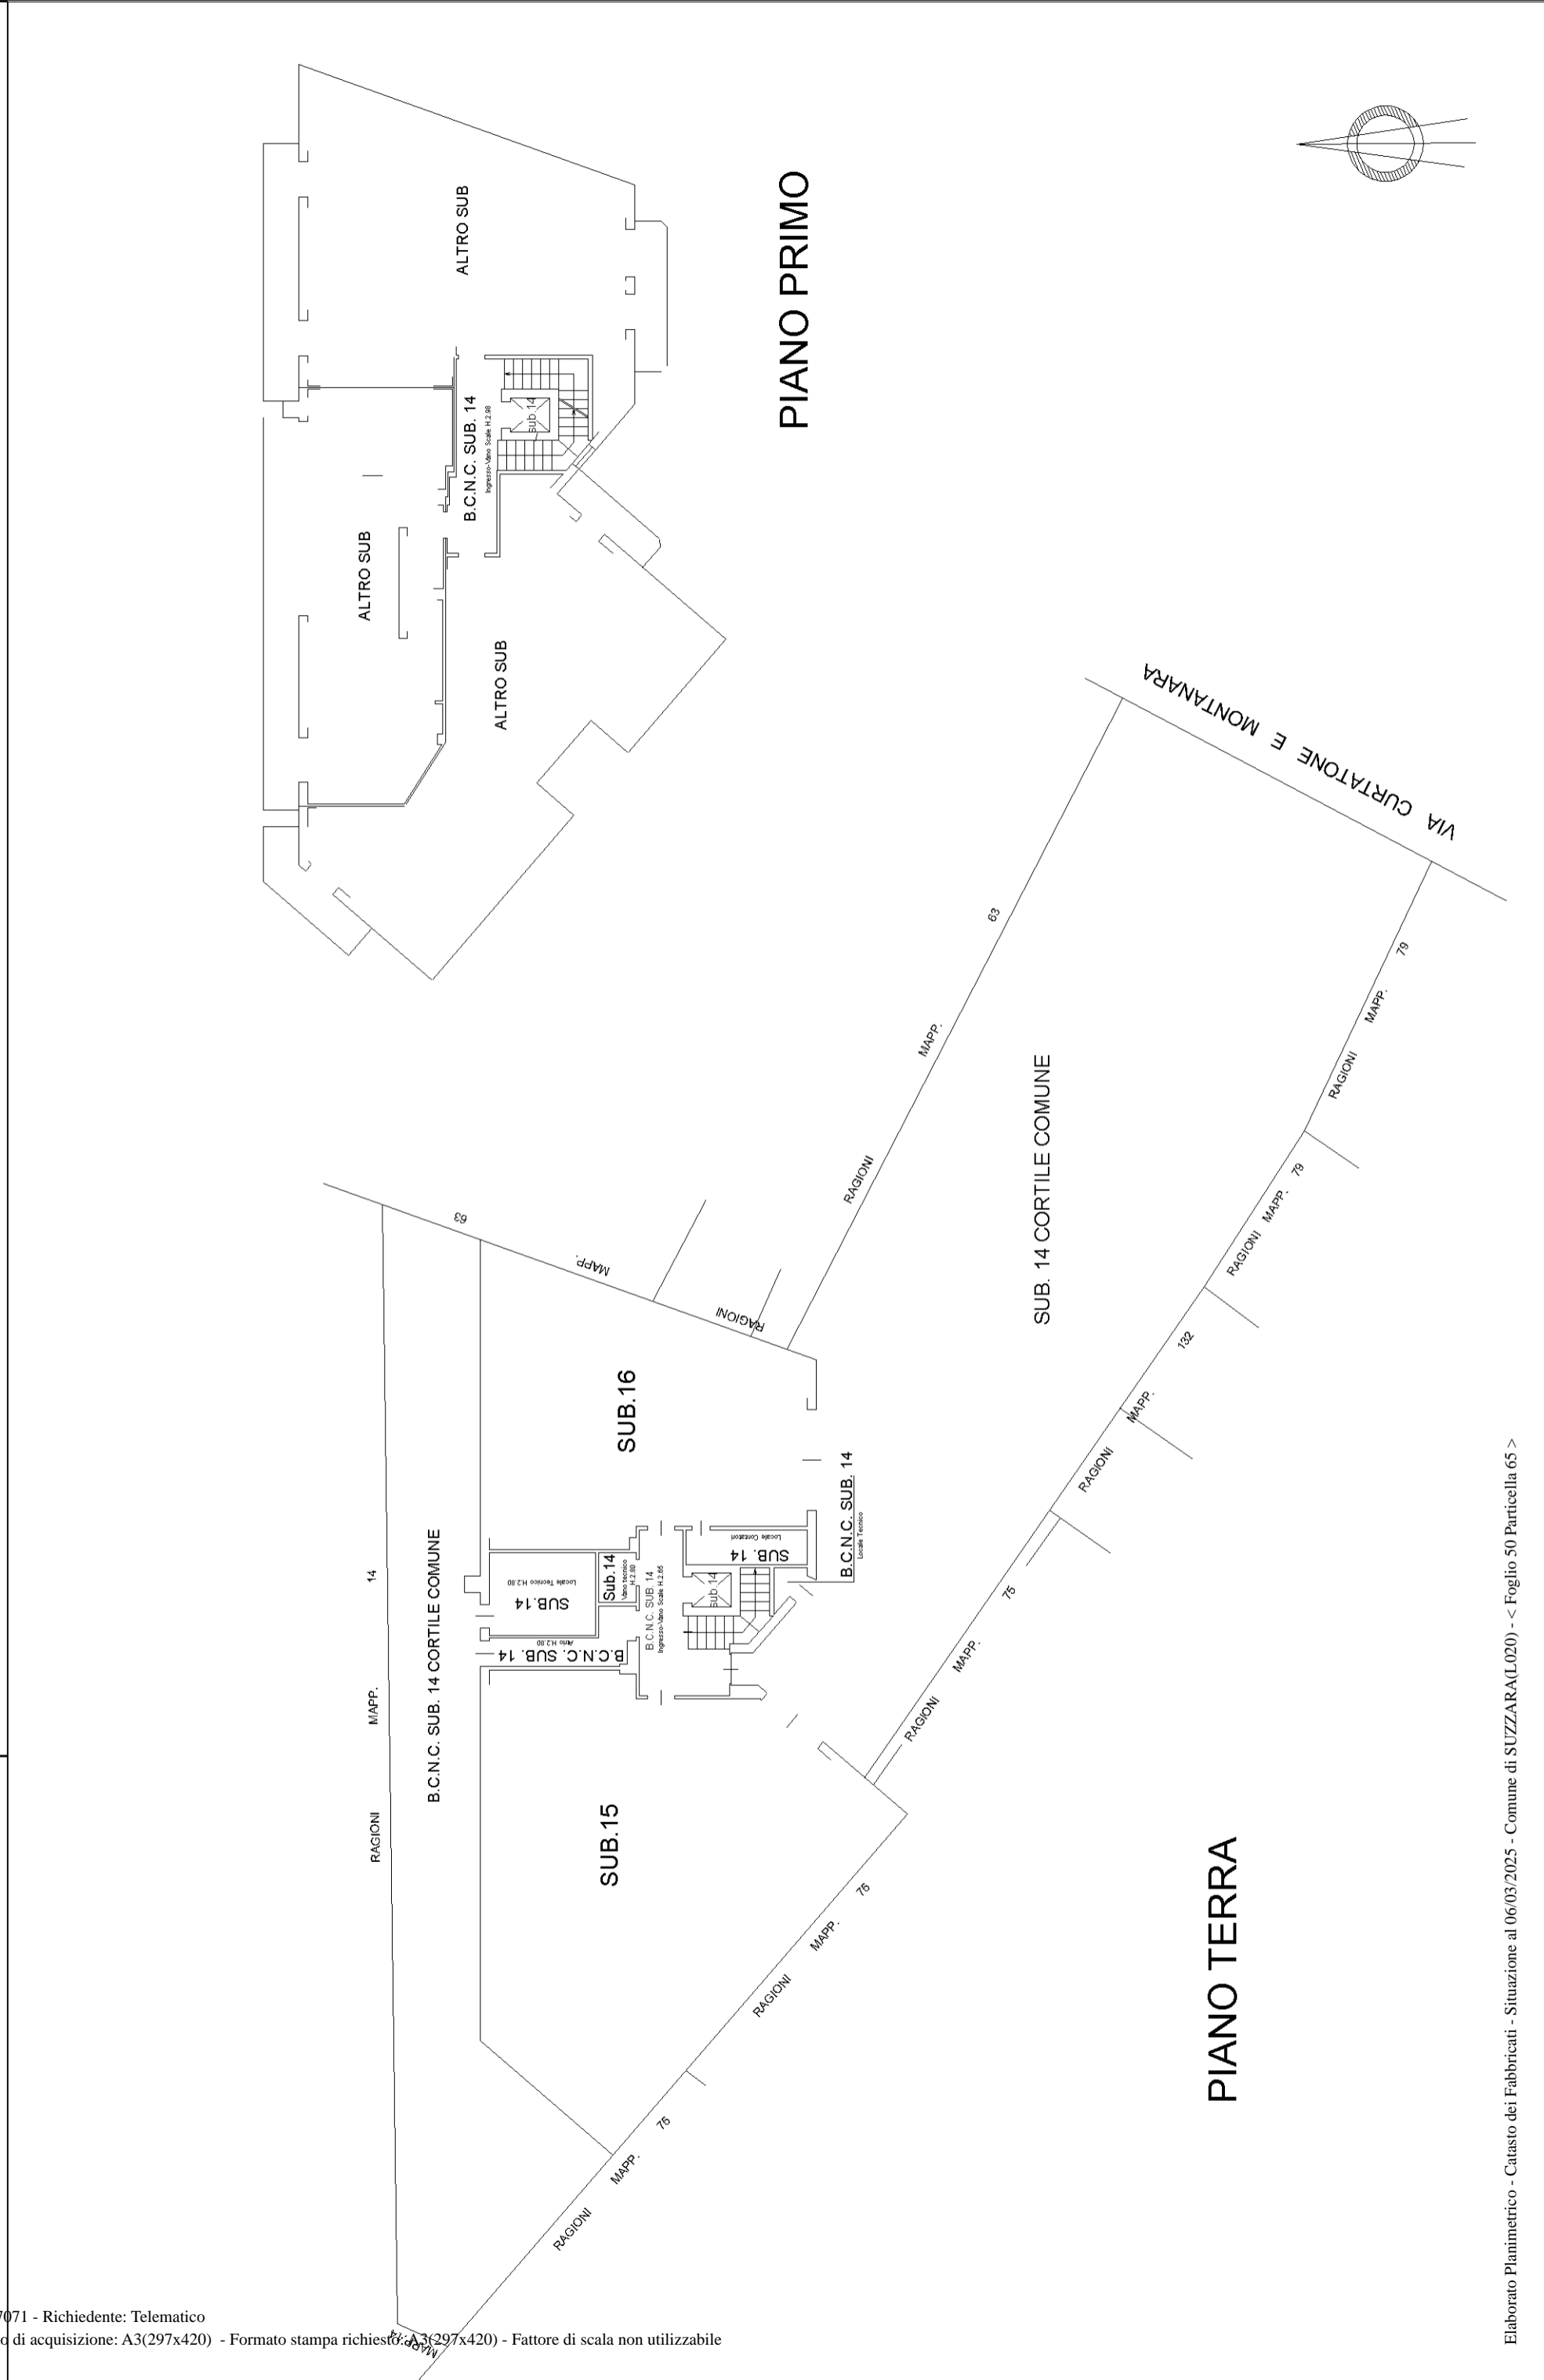 PIANO PRIMO
ALTRO SUB
ALTRO SUB
ALTRO SUB
B.C.N.C. SUB. 14
Ingresso-Vano Scale H.2.98
sub 14
VIA CURTATONE E MONTANARA
RAGIONI MAPP. 63
RAGIONI MAPP. 79
RAGIONI MAPP. 79
RAGIONI MAPP. 132
RAGIONI MAPP. 75
RAGIONI MAPP. 75
RAGIONI MAPP. 75
RAGIONI MAPP. 63
RAGIONI MAPP. 14
MAPP.
SUB. 14 CORTILE COMUNE
B.C.N.C. SUB. 14 CORTILE COMUNE
SUB.16
SUB.15
SUB.14
Locale Tecnico H.2.80
Sub.14
Vano tecnico
H.2.80
B.C.N.C. SUB. 14
Atrio H.2.80
B.C.N.C. SUB. 14
Ingresso-Vano Scale H.2.65
sub 14
SUB. 14
Locale Contatori
B.C.N.C. SUB. 14
Locale Tecnico
PIANO TERRA
7071 - Richiedente: Telematico
o di acquisizione: A3(297x420) - Formato stampa richiesto: A3(297x420) - Fattore di scala non utilizzabile
Elaborato Planimetrico - Catasto dei Fabbricati - Situazione al 06/03/2025 - Comune di SUZZARA(L020) - < Foglio 50 Particella 65 >